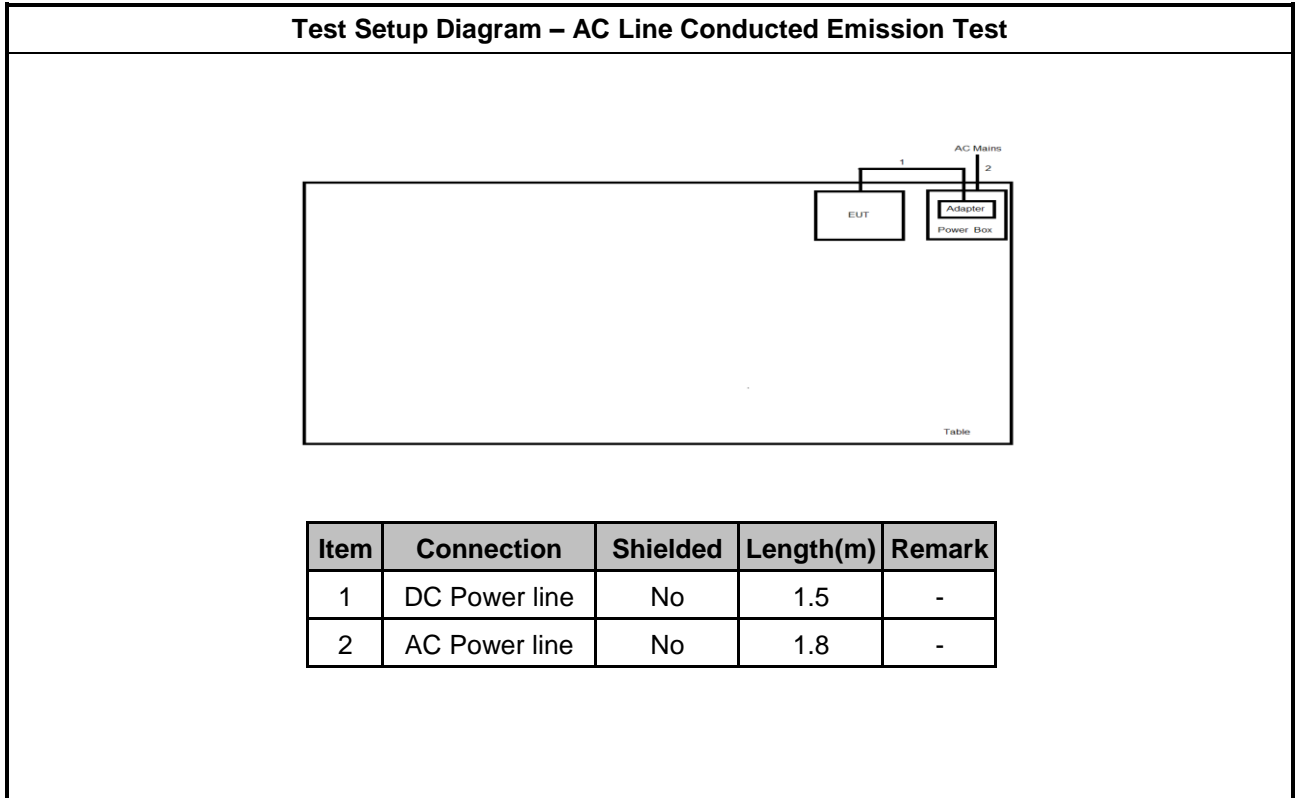 Test Setup Diagram – AC Line Conducted Emission Test
AC Mains
1
2
EUT
Adapter
Power Box
Table
Item Connection Shielded Length(m) Remark
1 DC Power line No 1.5 -
2 AC Power line No 1.8 -